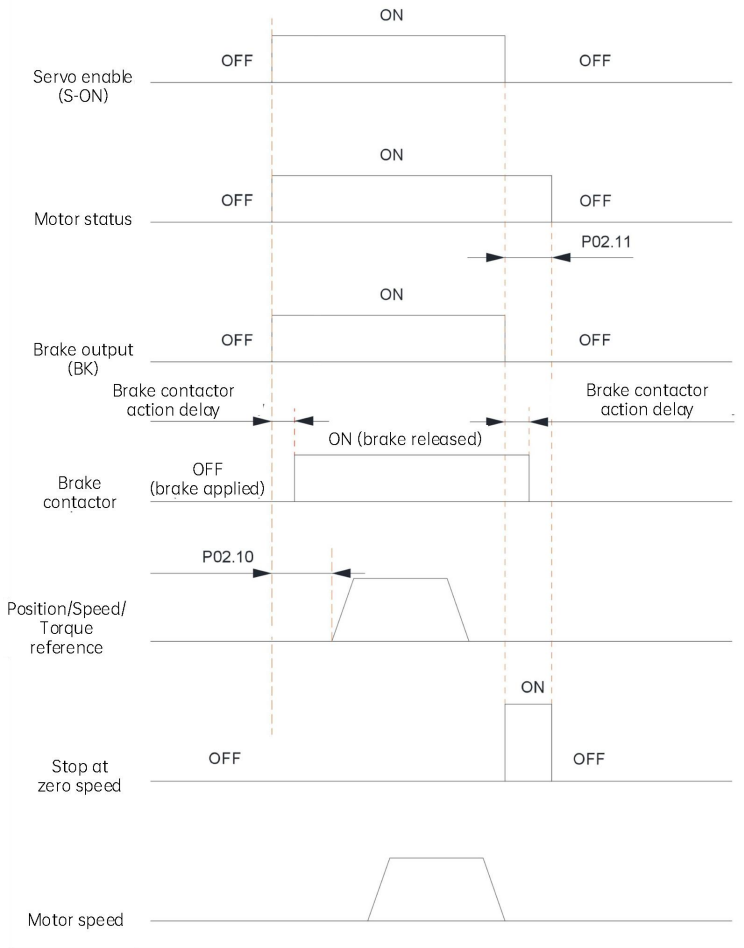 ON
OFF
OFF
Servo enable
(S-ON)
ON
OFF
OFF
Motor status
P02.11
ON
OFF
OFF
Brake output
(BK)
Brake contactor
action delay
Brake contactor
action delay
ON (brake released)
OFF
(brake applied)
Brake
contactor
P02.10
Position/Speed/
Torque
reference
ON
OFF
OFF
Stop at
zero speed
Motor speed